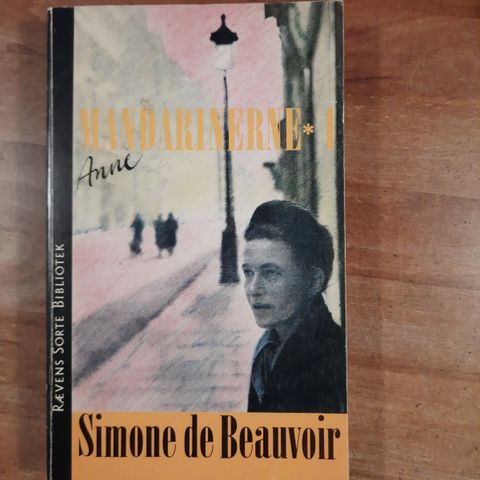 MANDARINERNE* 1
Anne
RÆVENS SORTE BIBLIOTEK
Simone de Beauvoir